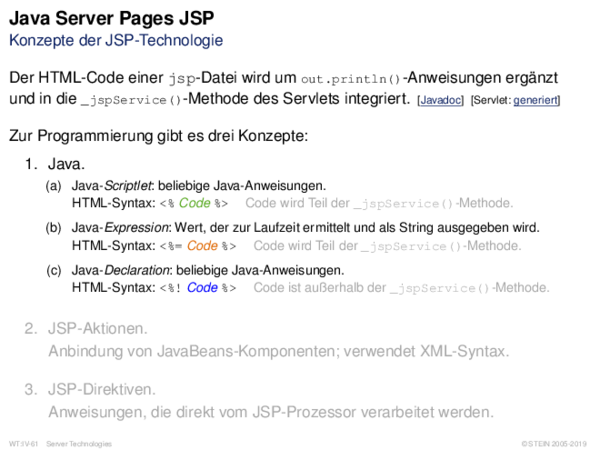 Java Server Pages JSP
Konzepte der JSP-Technologie
Der HTML-Code einer jsp-Datei wird um out.println()-Anweisungen ergänzt
und in die _jspService()-Methode des Servlets integriert. [Javadoc] [Servlet: generiert]
Zur Programmierung gibt es drei Konzepte:
1. Java.
(a) Java-Scriptlet: beliebige Java-Anweisungen.
HTML-Syntax: <% Code %> Code wird Teil der _jspService()-Methode.
(b) Java-Expression: Wert, der zur Laufzeit ermittelt und als String ausgegeben wird.
HTML-Syntax: <%= Code %> Code wird Teil der _jspService()-Methode.
(c) Java-Declaration: beliebige Java-Anweisungen.
HTML-Syntax: <%! Code %> Code ist außerhalb der _jspService()-Methode.
2. JSP-Aktionen.
Anbindung von JavaBeans-Komponenten; verwendet XML-Syntax.
3. JSP-Direktiven.
Anweisungen, die direkt vom JSP-Prozessor verarbeitet werden.
WT:IV-61 Server Technologies © STEIN 2005-2019